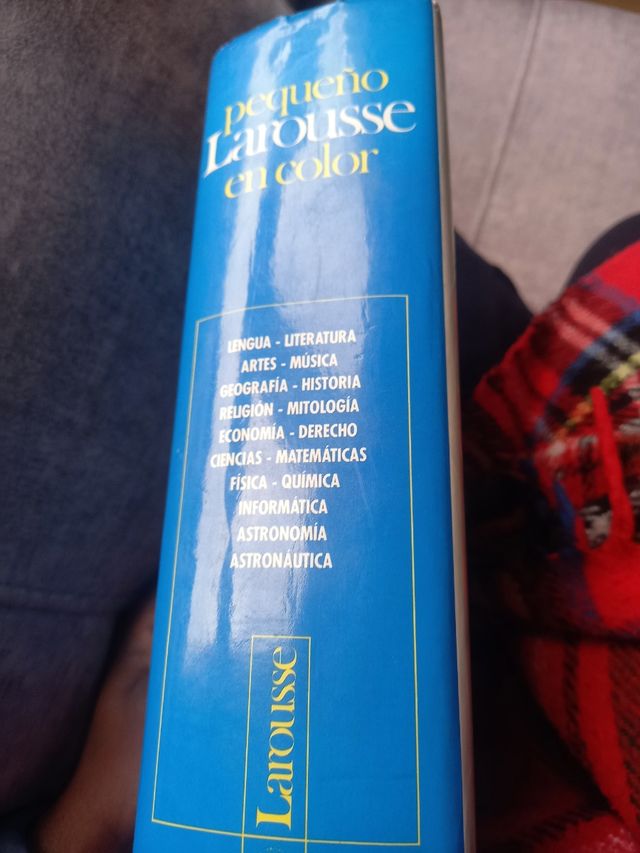 pequeño
Larousse
en color
LENGUA - LITERATURA
ARTES - MÚSICA
GEOGRAFÍA - HISTORIA
RELIGIÓN - MITOLOGÍA
ECONOMÍA - DERECHO
CIENCIAS - MATEMÁTICAS
FÍSICA - QUÍMICA
INFORMÁTICA
ASTRONOMÍA
ASTRONÁUTICA
Larousse